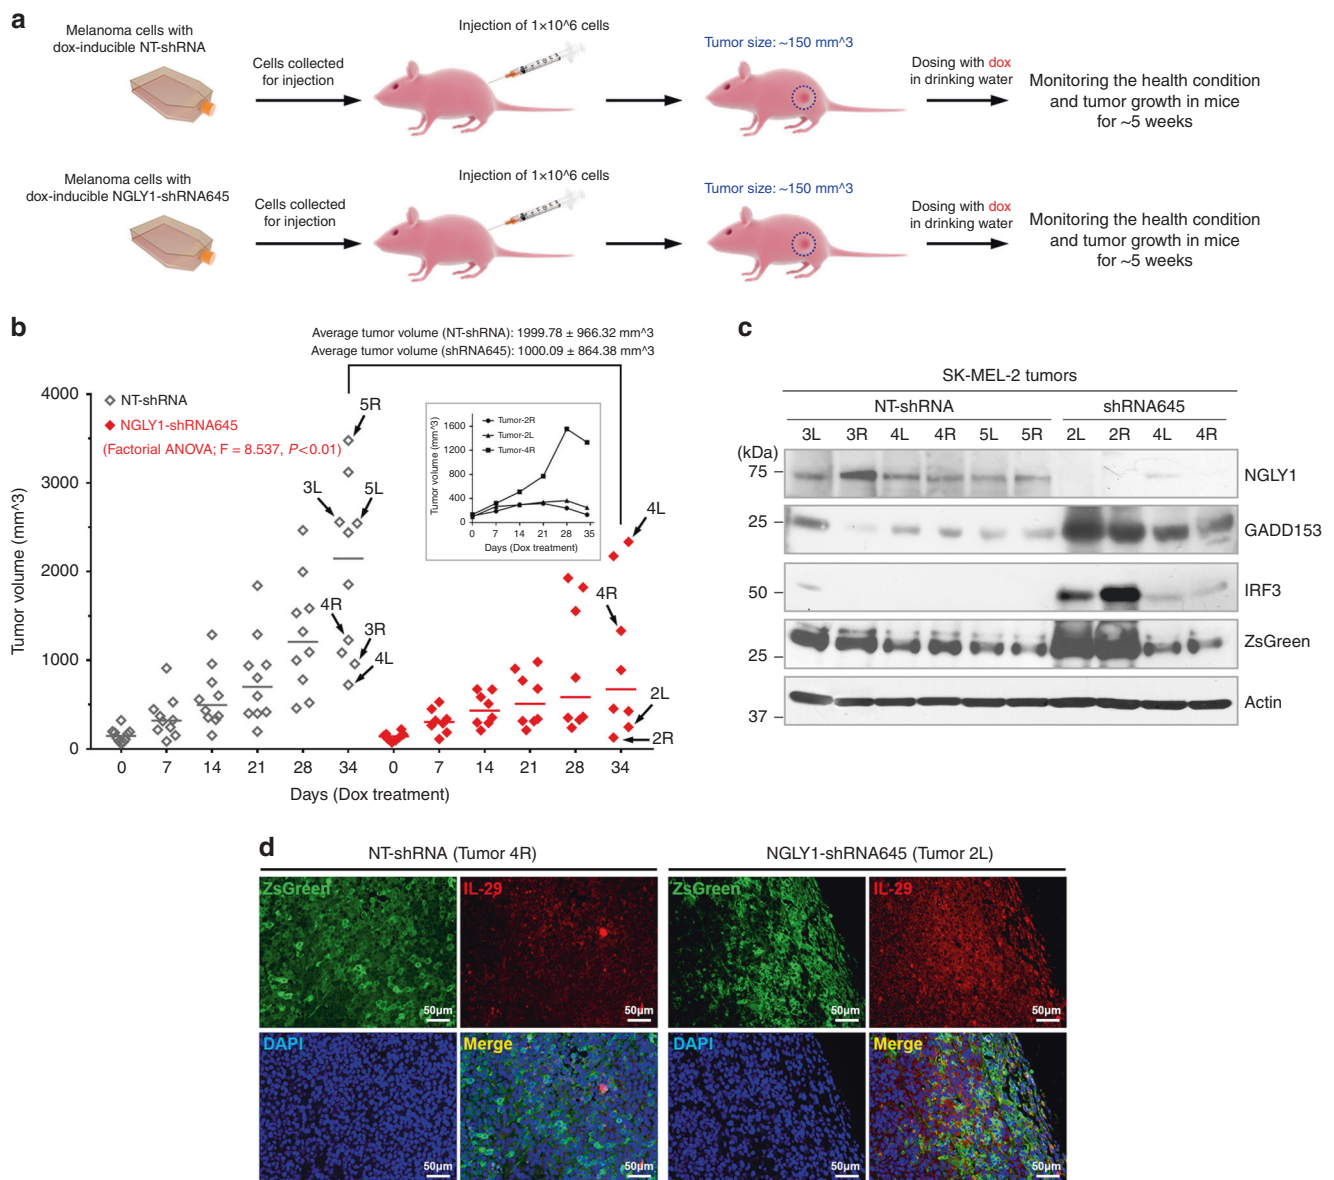 a
Melanoma cells with
dox-inducible NT-shRNA
Cells collected
for injection
Injection of 1×10^6 cells
Tumor size: ~150 mm^3
Dosing with dox
in drinking water
Monitoring the health condition
and tumor growth in mice
for ~5 weeks
Melanoma cells with
dox-inducible NGLY1-shRNA645
Cells collected
for injection
Injection of 1×10^6 cells
Tumor size: ~150 mm^3
Dosing with dox
in drinking water
Monitoring the health condition
and tumor growth in mice
for ~5 weeks
b
Average tumor volume (NT-shRNA): 1999.78 ± 966.32 mm^3
Average tumor volume (shRNA645): 1000.09 ± 864.38 mm^3
NT-shRNA
NGLY1-shRNA645
(Factorial ANOVA; F = 8.537, P<0.01)
Tumor volume (mm^3)
4000
3000
2000
1000
0
5R
3L
5L
4R
3R
4L
4L
4R
2L
2R
Tumor volume (mm^3)
1600
1200
800
400
0
Tumor-2R
Tumor-2L
Tumor-4R
0 7 14 21 28 35
Days (Dox treatment)
0 7 14 21 28 34 0 7 14 21 28 34
Days (Dox treatment)
c
SK-MEL-2 tumors
NT-shRNA shRNA645
3L 3R 4L 4R 5L 5R 2L 2R 4L 4R
(kDa)
75 NGLY1
25 GADD153
50 IRF3
25 ZsGreen
37 Actin
d
NT-shRNA (Tumor 4R) NGLY1-shRNA645 (Tumor 2L)
ZsGreen IL-29 ZsGreen IL-29
50µm 50µm 50µm 50µm
DAPI Merge DAPI Merge
50µm 50µm 50µm 50µm